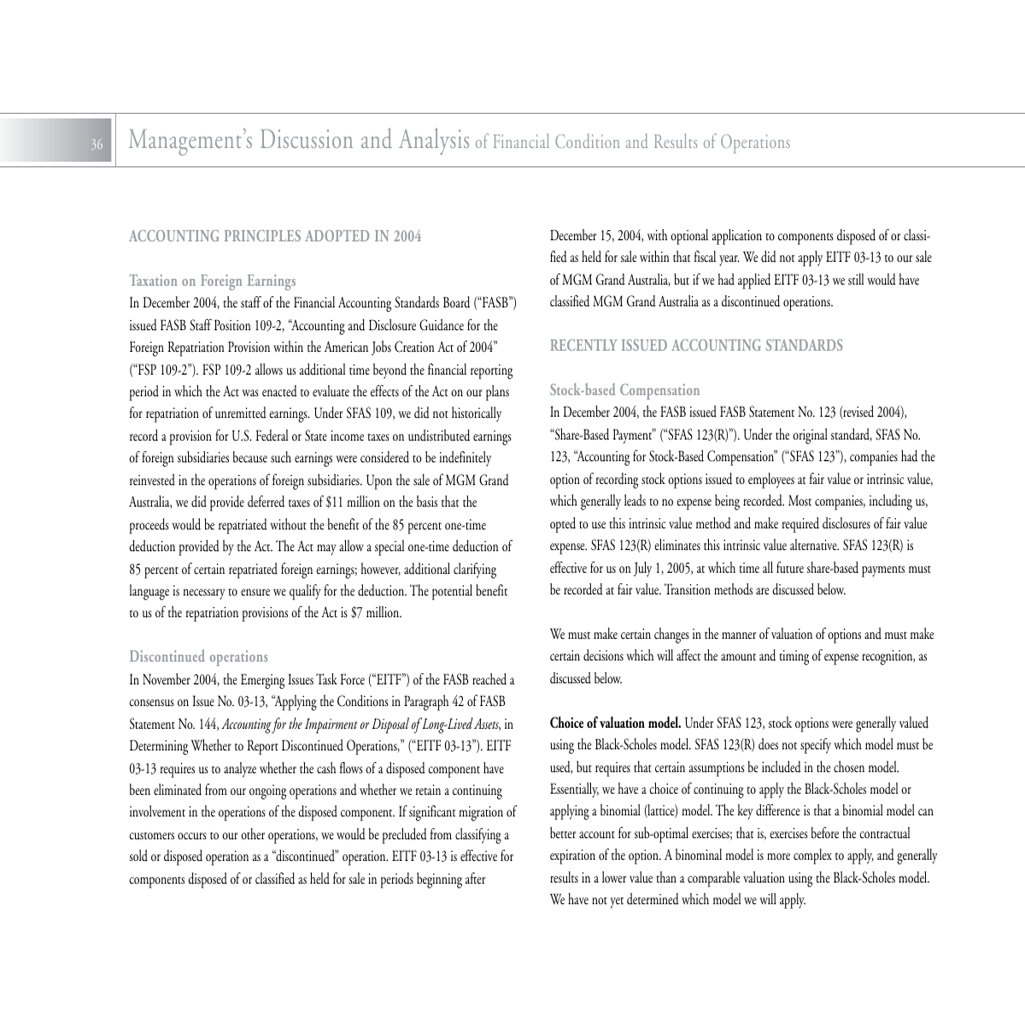 36
Management's Discussion and Analysis of Financial Condition and Results of Operations
ACCOUNTING PRINCIPLES ADOPTED IN 2004
Taxation on Foreign Earnings
In December 2004, the staff of the Financial Accounting Standards Board (“FASB”)
issued FASB Staff Position 109-2, “Accounting and Disclosure Guidance for the
Foreign Repatriation Provision within the American Jobs Creation Act of 2004”
(“FSP 109-2”). FSP 109-2 allows us additional time beyond the financial reporting
period in which the Act was enacted to evaluate the effects of the Act on our plans
for repatriation of unremitted earnings. Under SFAS 109, we did not historically
record a provision for U.S. Federal or State income taxes on undistributed earnings
of foreign subsidiaries because such earnings were considered to be indefinitely
reinvested in the operations of foreign subsidiaries. Upon the sale of MGM Grand
Australia, we did provide deferred taxes of $11 million on the basis that the
proceeds would be repatriated without the benefit of the 85 percent one-time
deduction provided by the Act. The Act may allow a special one-time deduction of
85 percent of certain repatriated foreign earnings; however, additional clarifying
language is necessary to ensure we qualify for the deduction. The potential benefit
to us of the repatriation provisions of the Act is $7 million.
Discontinued operations
In November 2004, the Emerging Issues Task Force (“EITF”) of the FASB reached a
consensus on Issue No. 03-13, “Applying the Conditions in Paragraph 42 of FASB
Statement No. 144, Accounting for the Impairment or Disposal of Long-Lived Assets, in
Determining Whether to Report Discontinued Operations,” (“EITF 03-13”). EITF
03-13 requires us to analyze whether the cash flows of a disposed component have
been eliminated from our ongoing operations and whether we retain a continuing
involvement in the operations of the disposed component. If significant migration of
customers occurs to our other operations, we would be precluded from classifying a
sold or disposed operation as a “discontinued” operation. EITF 03-13 is effective for
components disposed of or classified as held for sale in periods beginning after
December 15, 2004, with optional application to components disposed of or classi-
fied as held for sale within that fiscal year. We did not apply EITF 03-13 to our sale
of MGM Grand Australia, but if we had applied EITF 03-13 we still would have
classified MGM Grand Australia as a discontinued operations.
RECENTLY ISSUED ACCOUNTING STANDARDS
Stock-based Compensation
In December 2004, the FASB issued FASB Statement No. 123 (revised 2004),
“Share-Based Payment” (“SFAS 123(R)”). Under the original standard, SFAS No.
123, “Accounting for Stock-Based Compensation” (“SFAS 123”), companies had the
option of recording stock options issued to employees at fair value or intrinsic value,
which generally leads to no expense being recorded. Most companies, including us,
opted to use this intrinsic value method and make required disclosures of fair value
expense. SFAS 123(R) eliminates this intrinsic value alternative. SFAS 123(R) is
effective for us on July 1, 2005, at which time all future share-based payments must
be recorded at fair value. Transition methods are discussed below.
We must make certain changes in the manner of valuation of options and must make
certain decisions which will affect the amount and timing of expense recognition, as
discussed below.
Choice of valuation model. Under SFAS 123, stock options were generally valued
using the Black-Scholes model. SFAS 123(R) does not specify which model must be
used, but requires that certain assumptions be included in the chosen model.
Essentially, we have a choice of continuing to apply the Black-Scholes model or
applying a binomial (lattice) model. The key difference is that a binomial model can
better account for sub-optimal exercises; that is, exercises before the contractual
expiration of the option. A binominal model is more complex to apply, and generally
results in a lower value than a comparable valuation using the Black-Scholes model.
We have not yet determined which model we will apply.